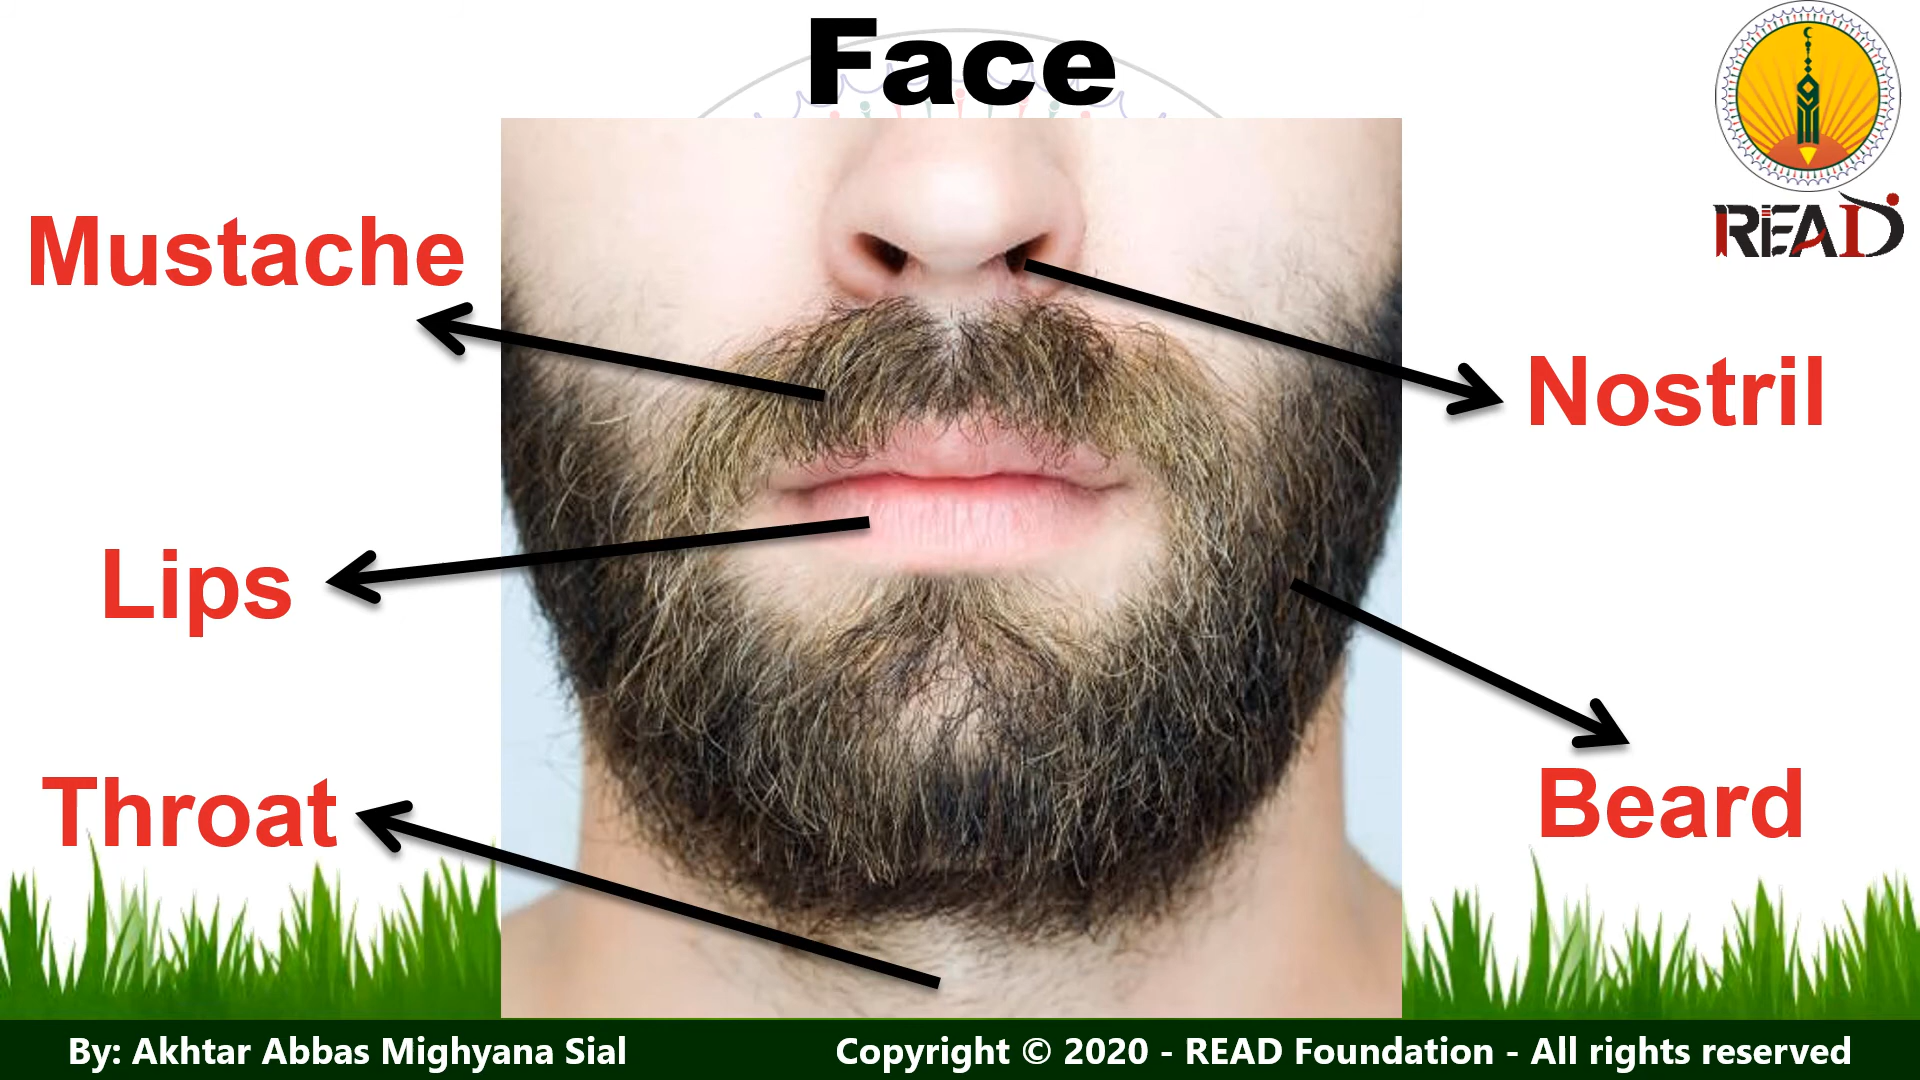 Face
READ
Mustache
Nostril
Lips
Throat
Beard
By: Akhtar Abbas Mighyana Sial
Copyright © 2020 - READ Foundation - All rights reserved